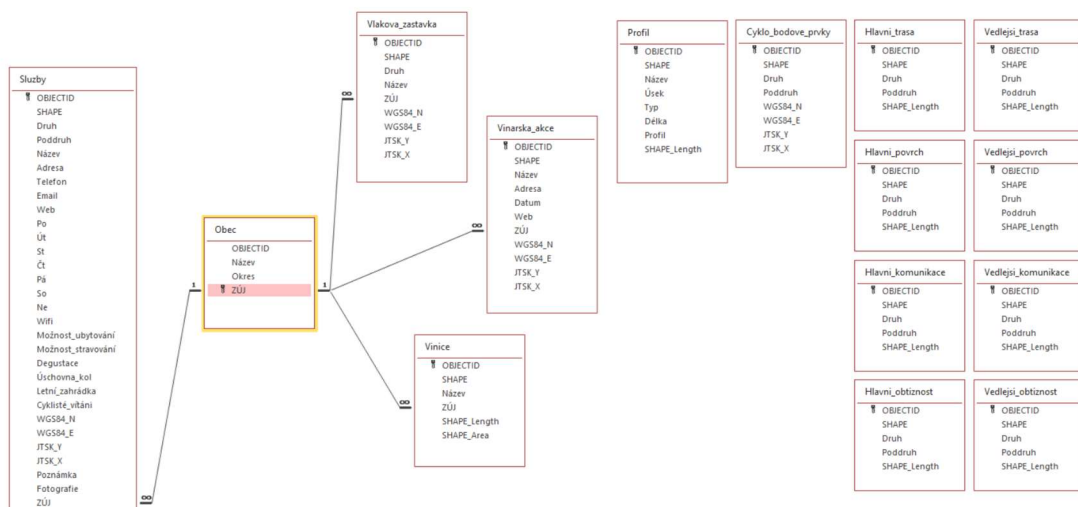 Sluzby
OBJECTID
SHAPE
Druh
Poddruh
Název
Adresa
Telefon
Email
Web
Po
Út
St
Čt
Pá
So
Ne
Wifi
Možnost_ubytování
Možnost_stravování
Degustace
Úschovna_kol
Letní_zahrádka
Cyklisté_vítáni
WGS84_N
WGS84_E
JTSK_Y
JTSK_X
Poznámka
Fotografie
ZÚJ
∞
1
Obec
OBJECTID
Název
Okres
ZÚJ
1
Vlakova_zastavka
OBJECTID
SHAPE
Druh
Název
ZÚJ
WGS84_N
WGS84_E
JTSK_Y
JTSK_X
∞
Vinarska_akce
OBJECTID
SHAPE
Název
Adresa
Datum
Web
ZÚJ
WGS84_N
WGS84_E
JTSK_Y
JTSK_X
∞
Vinice
OBJECTID
SHAPE
Název
ZÚJ
SHAPE_Length
SHAPE_Area
∞
Profil
OBJECTID
SHAPE
Název
Úsek
Typ
Délka
Profil
SHAPE_Length
Cyklo_bodove_prvky
OBJECTID
SHAPE
Druh
Poddruh
WGS84_N
WGS84_E
JTSK_Y
JTSK_X
Hlavni_trasa
OBJECTID
SHAPE
Druh
Poddruh
SHAPE_Length
Vedlejsi_trasa
OBJECTID
SHAPE
Druh
Poddruh
SHAPE_Length
Hlavni_povrch
OBJECTID
SHAPE
Druh
Poddruh
SHAPE_Length
Vedlejsi_povrch
OBJECTID
SHAPE
Druh
Poddruh
SHAPE_Length
Hlavni_komunikace
OBJECTID
SHAPE
Druh
Poddruh
SHAPE_Length
Vedlejsi_komunikace
OBJECTID
SHAPE
Druh
Poddruh
SHAPE_Length
Hlavni_obtiznost
OBJECTID
SHAPE
Druh
Poddruh
SHAPE_Length
Vedlejsi_obtiznost
OBJECTID
SHAPE
Druh
Poddruh
SHAPE_Length